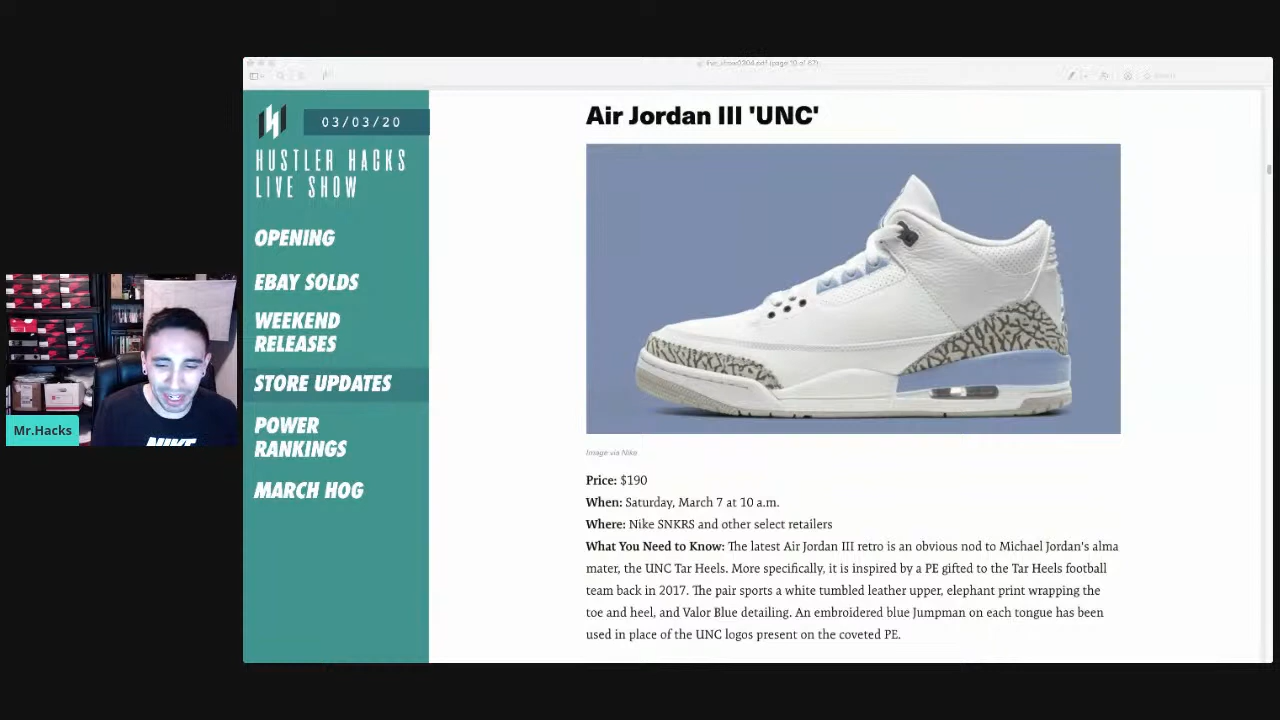 03/03/20
HUSTLER HACKS
LIVE SHOW
OPENING
EBAY SOLDS
WEEKEND
RELEASES
STORE UPDATES
POWER
RANKINGS
MARCH HOG
Mr.Hacks
NIKE
Air Jordan III 'UNC'
Image via Nike
Price: $190
When: Saturday, March 7 at 10 a.m.
Where: Nike SNKRS and other select retailers
What You Need to Know: The latest Air Jordan III retro is an obvious nod to Michael Jordan's alma
mater, the UNC Tar Heels. More specifically, it is inspired by a PE gifted to the Tar Heels football
team back in 2017. The pair sports a white tumbled leather upper, elephant print wrapping the
toe and heel, and Valor Blue detailing. An embroidered blue Jumpman on each tongue has been
used in place of the UNC logos present on the coveted PE.